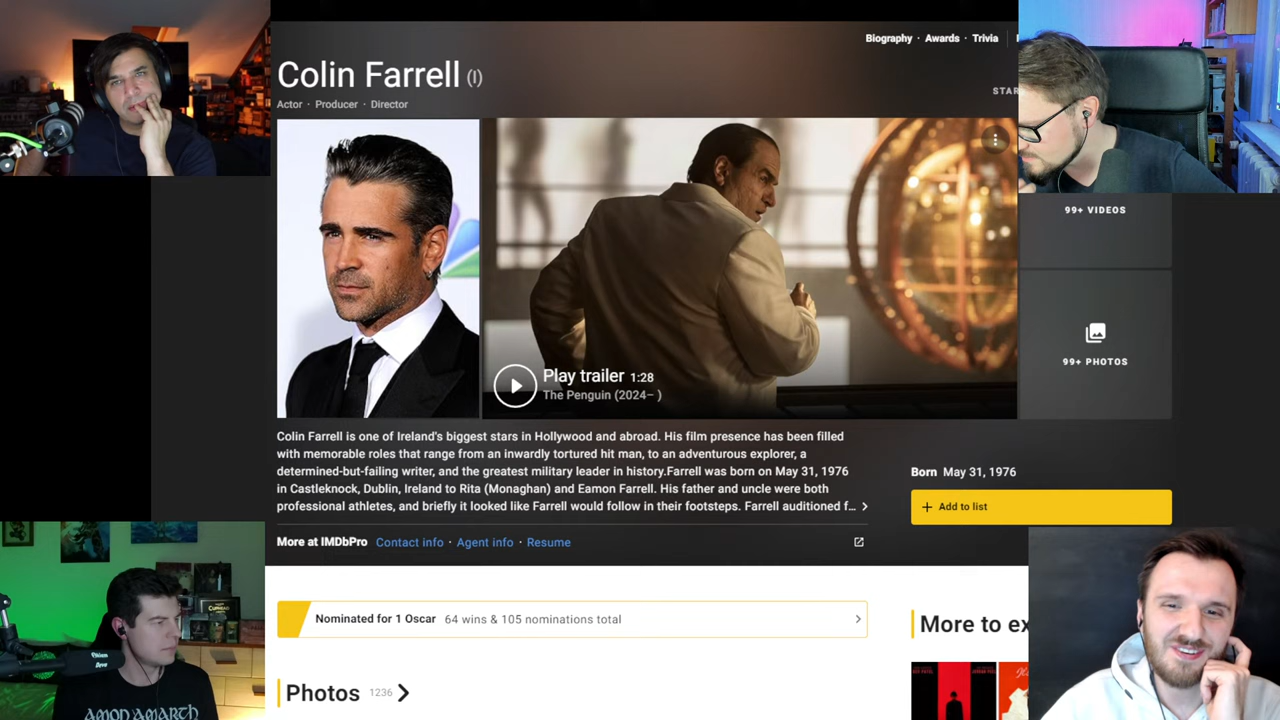 Biography · Awards · Trivia
Colin Farrell (I)
STAR
Actor · Producer · Director
99+ VIDEOS
Play trailer 1:28
The Penguin (2024– )
99+ PHOTOS
Colin Farrell is one of Ireland's biggest stars in Hollywood and abroad. His film presence has been filled
with memorable roles that range from an inwardly tortured hit man, to an adventurous explorer, a
determined-but-failing writer, and the greatest military leader in history.Farrell was born on May 31, 1976
in Castleknock, Dublin, Ireland to Rita (Monaghan) and Eamon Farrell. His father and uncle were both
professional athletes, and briefly it looked like Farrell would follow in their footsteps. Farrell auditioned f…
Born May 31, 1976
+ Add to list
More at IMDbPro Contact info · Agent info · Resume
Nominated for 1 Oscar 64 wins & 105 nominations total
More to ex
Photos 1236
CUPHEAD
AMON AMARTH